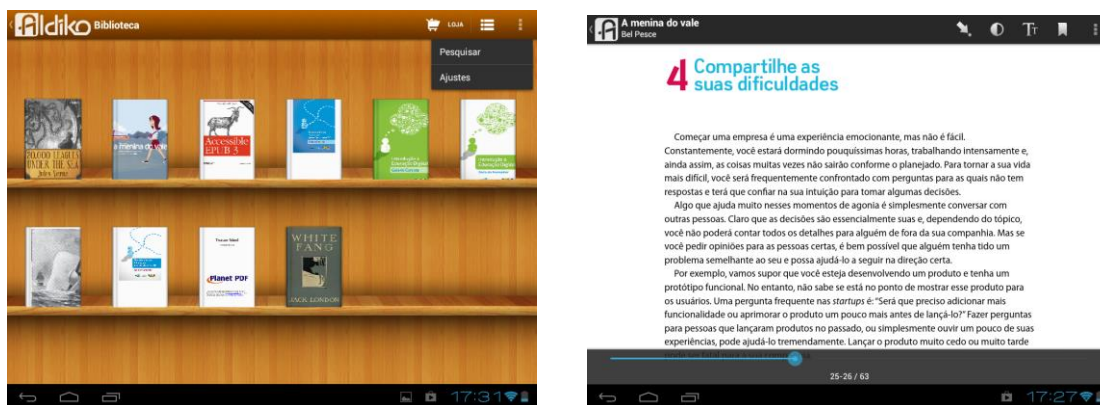 Aldiko Biblioteca
LOJA
Pesquisar
Ajustes
20,000 LEAGUES
UNDER THE SEA
Jules Verne
a menina do vale
Accessible
EPUB 3
Planet PDF
WHITE
FANG
JACK LONDON
17:31
A menina do vale
Bel Pesce
4 Compartilhe as
suas dificuldades
Começar uma empresa é uma experiência emocionante, mas não é fácil.
Constantemente, você estará dormindo pouquíssimas horas, trabalhando intensamente e,
ainda assim, as coisas muitas vezes não sairão conforme o planejado. Para tornar a sua vida
mais difícil, você será frequentemente confrontado com perguntas para as quais não tem
respostas e terá que confiar na sua intuição para tomar algumas decisões.
Algo que ajuda muito nesses momentos de agonia é simplesmente conversar com
outras pessoas. Claro que as decisões são essencialmente suas e, dependendo do tópico,
você não poderá contar todos os detalhes para alguém de fora da sua companhia. Mas se
você pedir opiniões para as pessoas certas, é bem possível que alguém tenha tido um
problema semelhante ao seu e possa ajudá-lo a seguir na direção certa.
Por exemplo, vamos supor que você esteja desenvolvendo um produto e tenha um
protótipo funcional. No entanto, não sabe se está no ponto de mostrar esse produto para
os usuários. Uma pergunta frequente nas startups é: "Será que preciso adicionar mais
funcionalidade ou aprimorar o produto um pouco mais antes de lançá-lo?" Fazer perguntas
para pessoas que lançaram produtos no passado, ou simplesmente ouvir um pouco de suas
experiências, pode ajudá-lo tremendamente. Lançar o produto muito cedo ou muito tarde
25-26 / 63
17:27